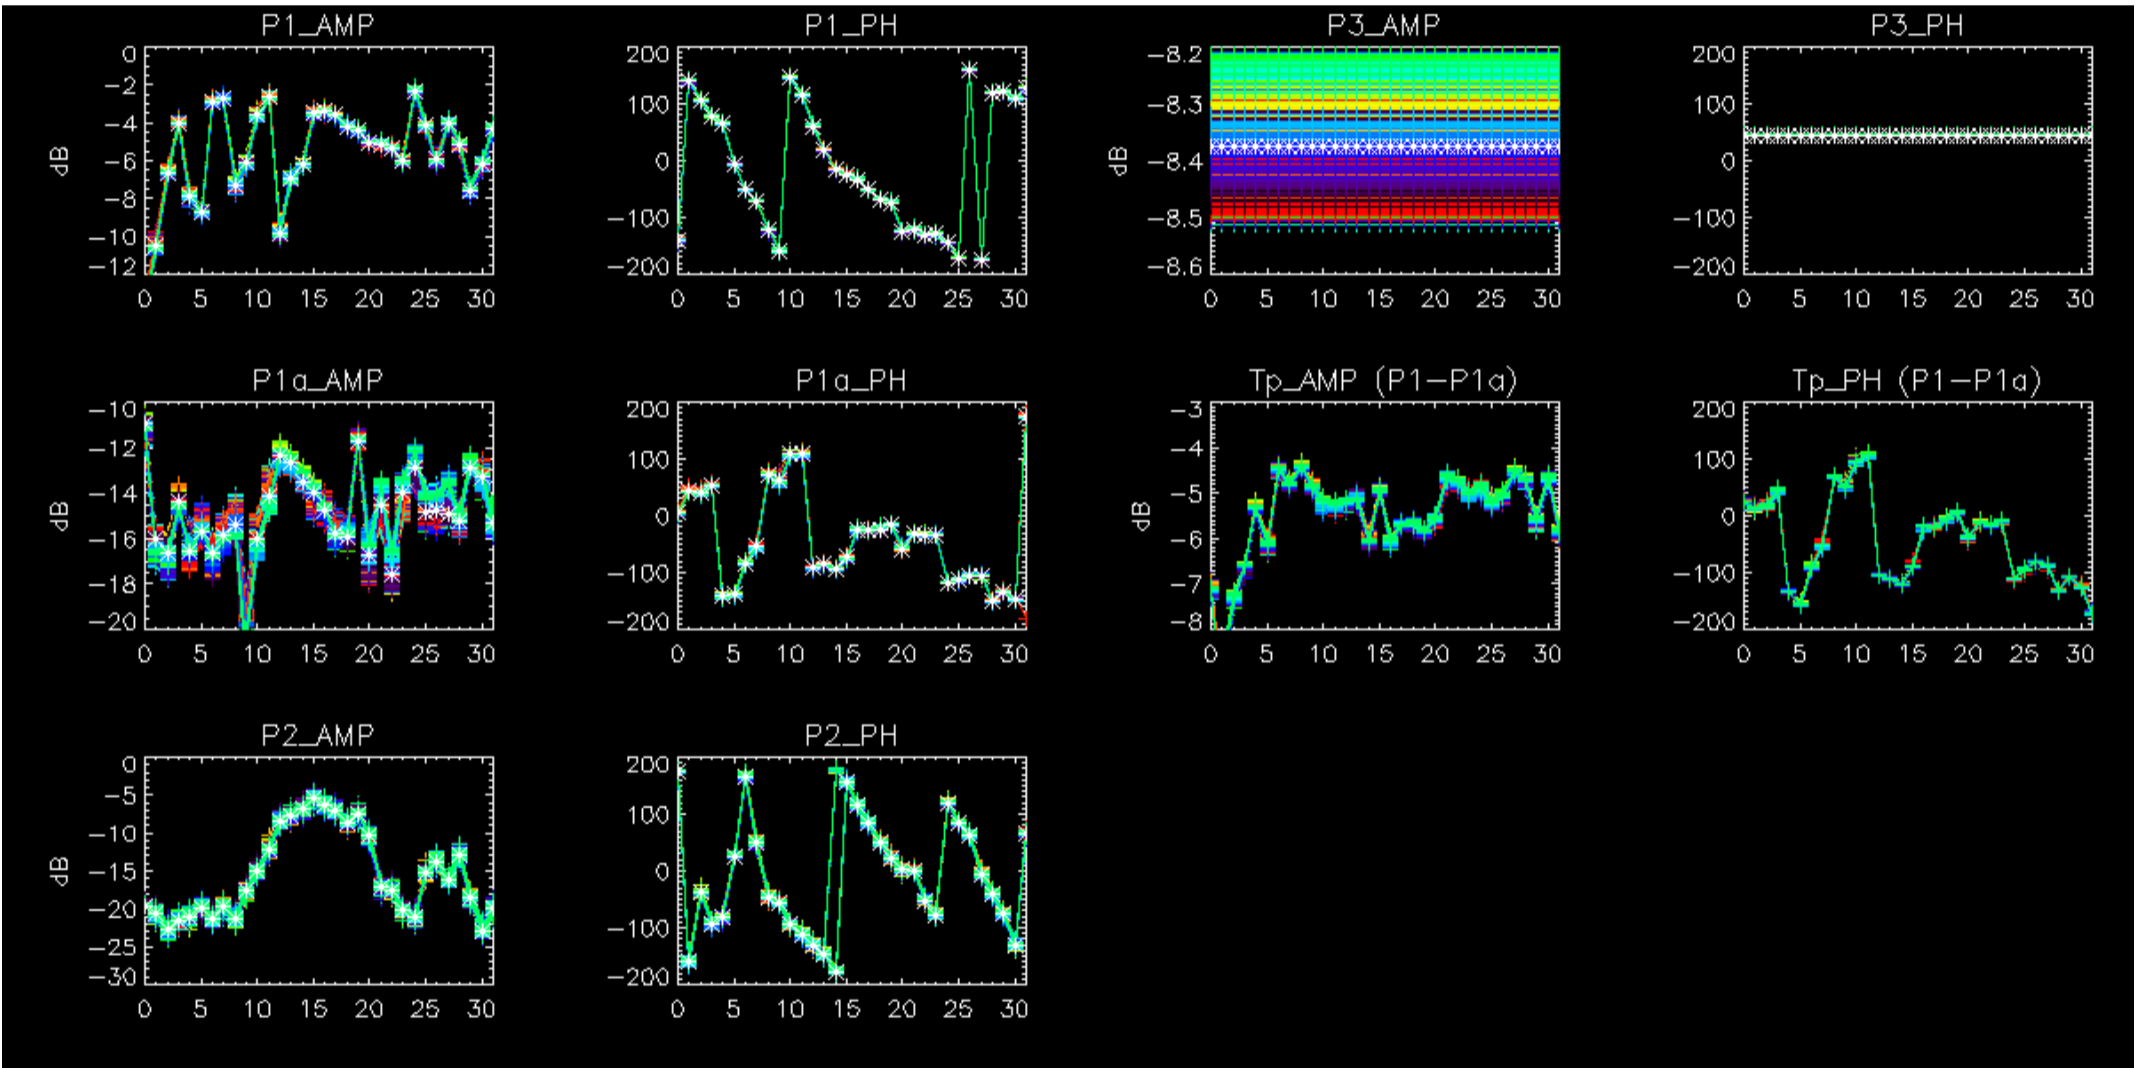 P1_AMP
P1_PH
P3_AMP
P3_PH
0
−2
−4
−6
−8
−10
−12
dB
0 5 10 15 20 25 30
200
100
0
−100
−200
0 5 10 15 20 25 30
−8.2
−8.3
−8.4
−8.5
−8.6
dB
0 5 10 15 20 25 30
200
100
0
−100
−200
0 5 10 15 20 25 30
P1a_AMP
P1a_PH
Tp_AMP (P1−P1a)
Tp_PH (P1−P1a)
−10
−12
−14
−16
−18
−20
dB
0 5 10 15 20 25 30
200
100
0
−100
−200
0 5 10 15 20 25 30
−3
−4
−5
−6
−7
−8
dB
0 5 10 15 20 25 30
200
100
0
−100
−200
0 5 10 15 20 25 30
P2_AMP
P2_PH
0
−5
−10
−15
−20
−25
−30
dB
0 5 10 15 20 25 30
200
100
0
−100
−200
0 5 10 15 20 25 30